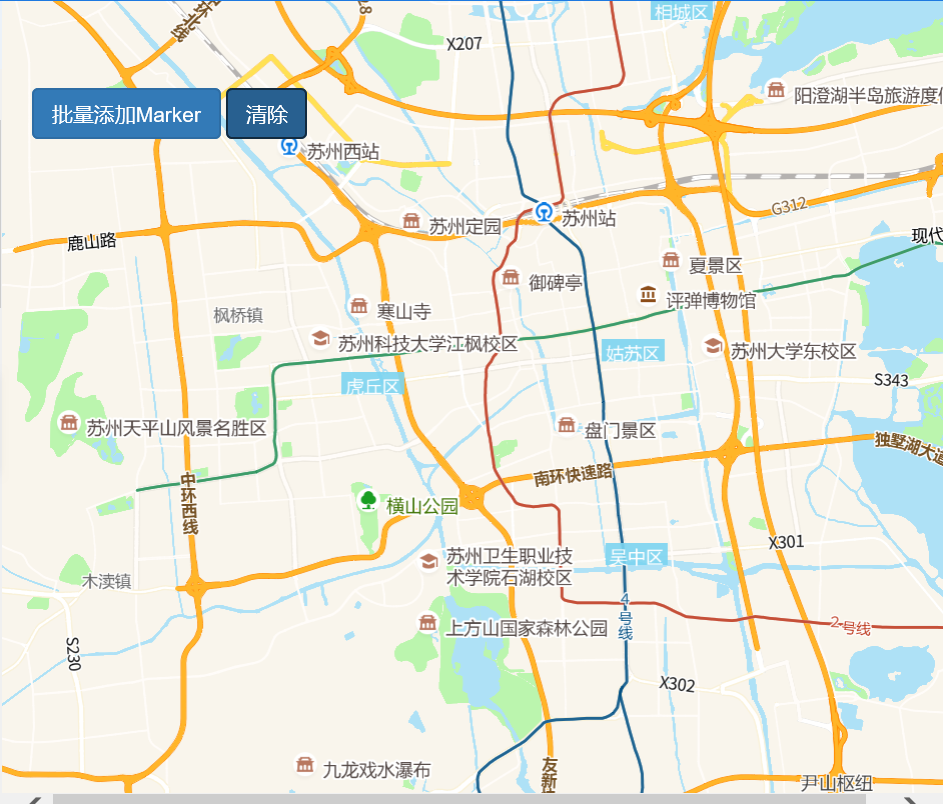 相城区
中环北线
X207
阳澄湖半岛旅游度
批量添加Marker
清除
苏州西站
G312
苏州站
苏州定园
鹿山路
现代
夏景区
御碑亭
评弹博物馆
寒山寺
枫桥镇
苏州科技大学江枫校区
姑苏区
苏州大学东校区
虎丘区
S343
苏州天平山风景名胜区
盘门景区
独墅湖大道
南环快速路
中环西线
横山公园
X301
吴中区
苏州卫生职业技
术学院石湖校区
木渎镇
4号线
上方山国家森林公园
2号线
S230
X302
九龙戏水瀑布
友新
尹山枢纽